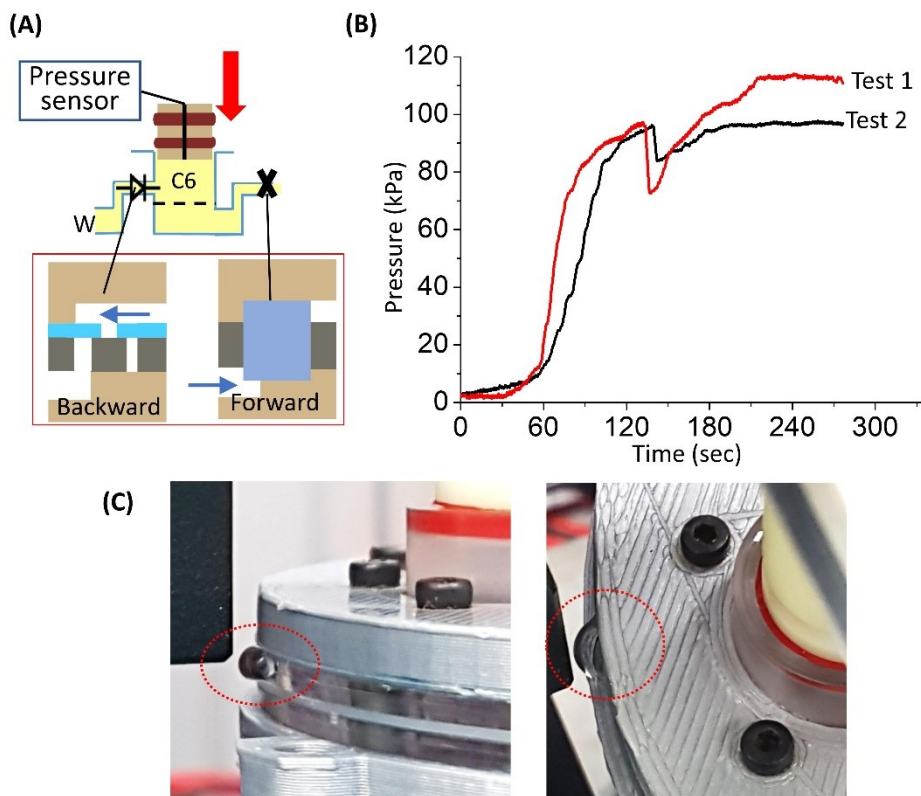 (A)
Pressure
sensor
C6
W
Backward
Forward
(B)
Pressure (kPa)
120
100
80
60
40
20
0
0 60 120 180 240 300
Time (sec)
Test 1
Test 2
(C)